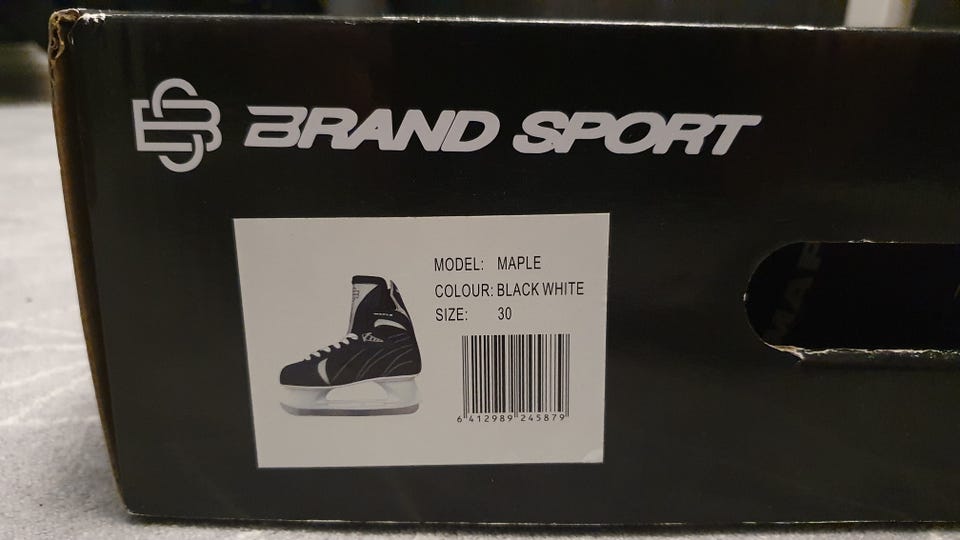 BRAND SPORT
MODEL: MAPLE
COLOUR: BLACK WHITE
SIZE: 30
6 412989 245879